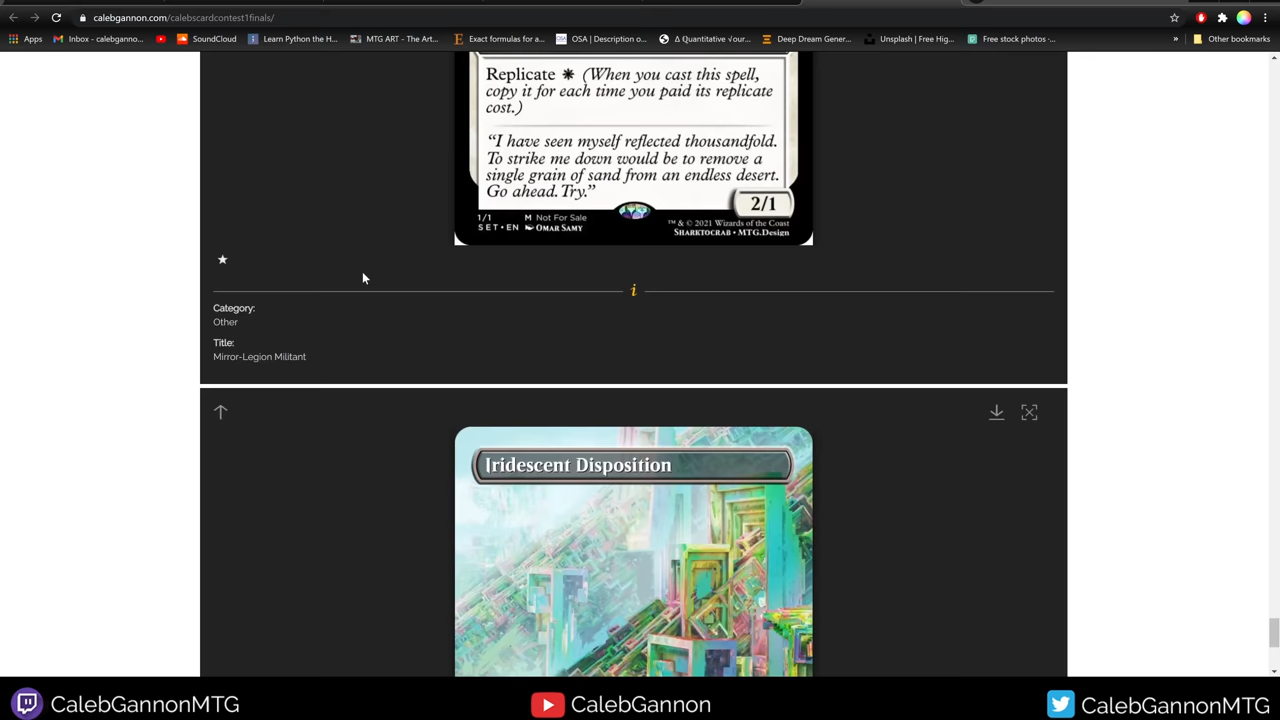 calebgannon.com/calebscardcontest1finals/
Apps
Inbox - calebganno...
SoundCloud
Learn Python the H...
MTG ART - The Art...
Exact formulas for a...
OSA | Description o...
Δ Quantitative √our...
Deep Dream Gener...
Unsplash | Free Hig...
Free stock photos ·...
»
Other bookmarks
Replicate (When you cast this spell,
copy it for each time you paid its replicate
cost.)
“I have seen myself reflected thousandfold.
To strike me down would be to remove a
single grain of sand from an endless desert.
Go ahead. Try.”
2/1
1/1 M Not For Sale
SET • EN OMAR SAMY
™ & © 2021 Wizards of the Coast
SHARKTOCRAB • MTG.DESIGN
i
Category:
Other
Title:
Mirror-Legion Militant
Iridescent Disposition
CalebGannonMTG
CalebGannon
CalebGannonMTG